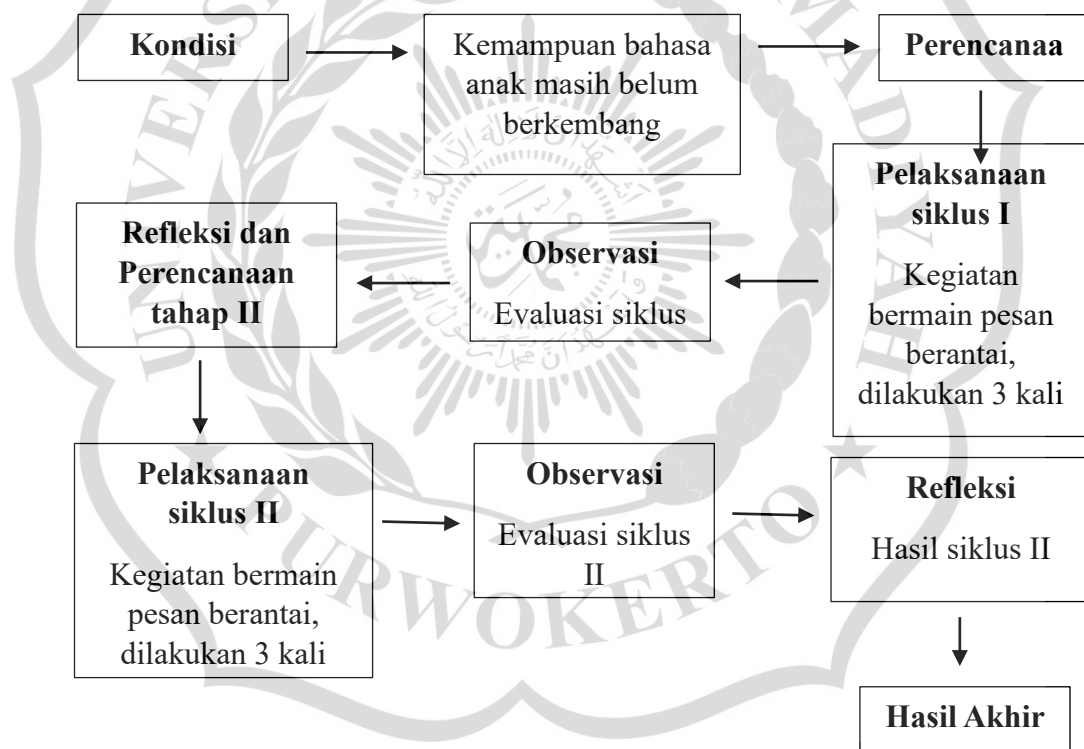 Kondisi
Kemampuan bahasa
anak masih belum
berkembang
Perencanaa
Pelaksanaan
siklus I
Kegiatan
bermain pesan
berantai,
dilakukan 3 kali
Observasi
Evaluasi siklus
Refleksi dan
Perencanaan
tahap II
Pelaksanaan
siklus II
Kegiatan bermain
pesan berantai,
dilakukan 3 kali
Observasi
Evaluasi siklus
II
Refleksi
Hasil siklus II
Hasil Akhir
PURWOKERTO